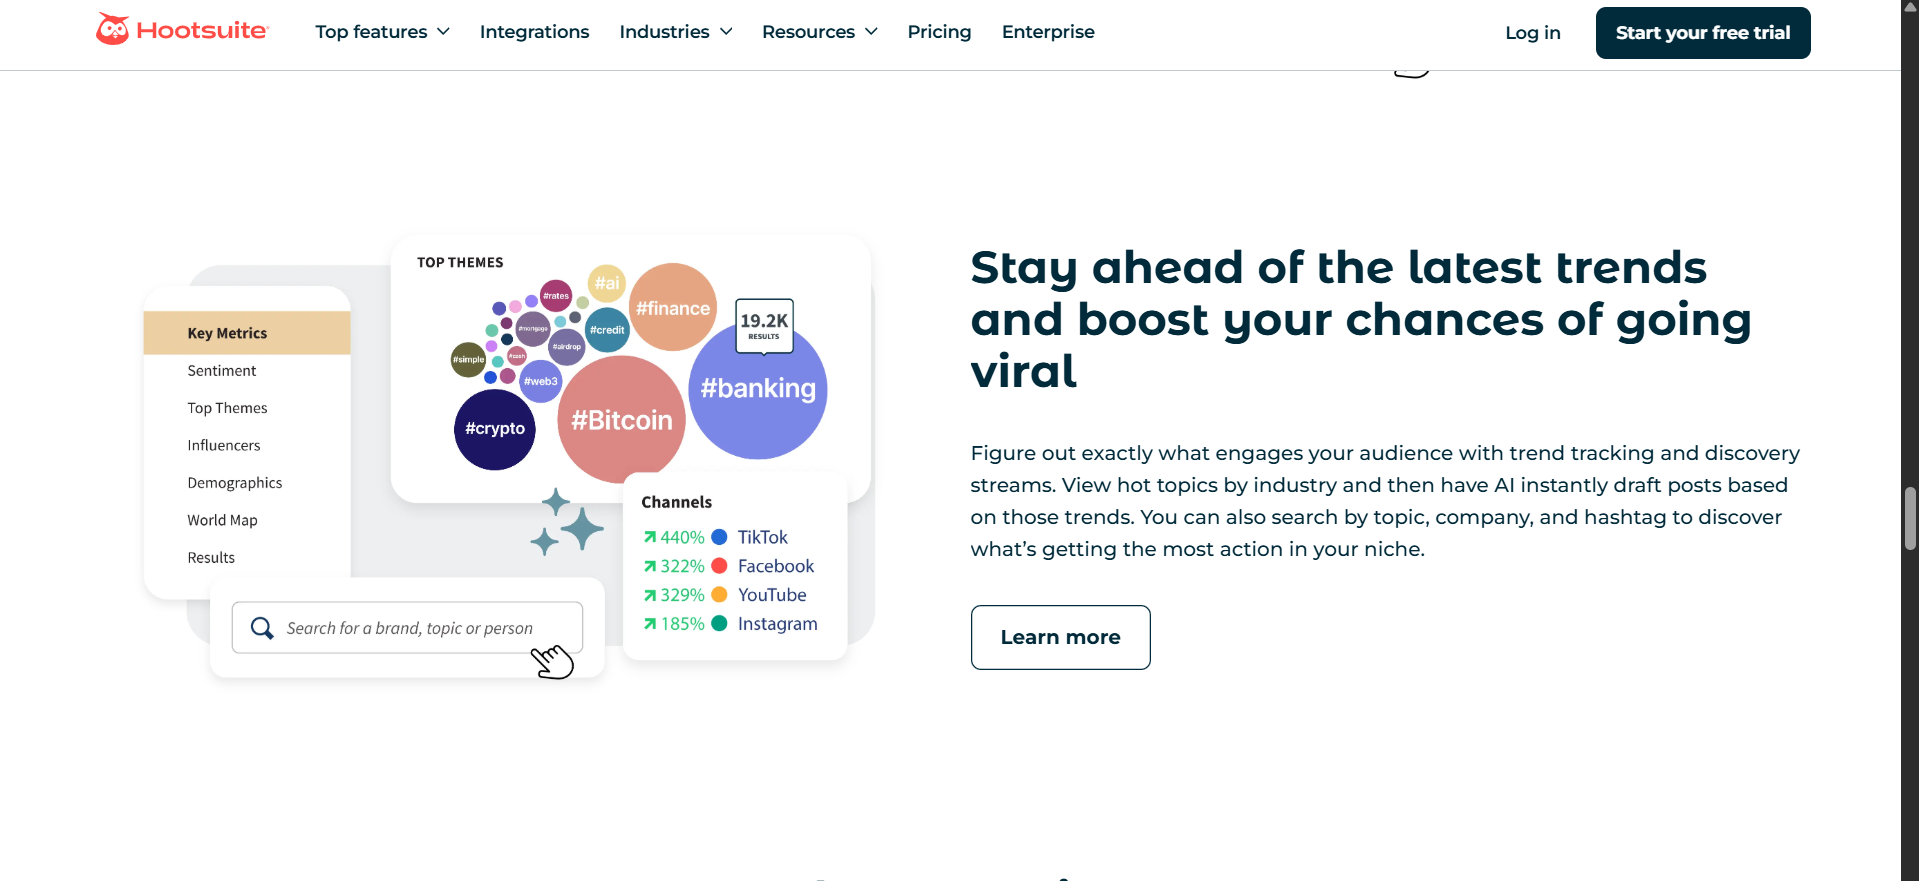 Hootsuite
Top features
Integrations
Industries
Resources
Pricing
Enterprise
Log in
Start your free trial
TOP THEMES
#ai
#rates
#finance
#mortgage
#credit
19.2K
RESULTS
#airdrop
#simple
#cash
#web3
#banking
#crypto
#Bitcoin
Key Metrics
Sentiment
Top Themes
Influencers
Demographics
World Map
Results
Channels
440% TikTok
322% Facebook
329% YouTube
185% Instagram
Search for a brand, topic or person
Stay ahead of the latest trends
and boost your chances of going
viral
Figure out exactly what engages your audience with trend tracking and discovery
streams. View hot topics by industry and then have AI instantly draft posts based
on those trends. You can also search by topic, company, and hashtag to discover
what’s getting the most action in your niche.
Learn more